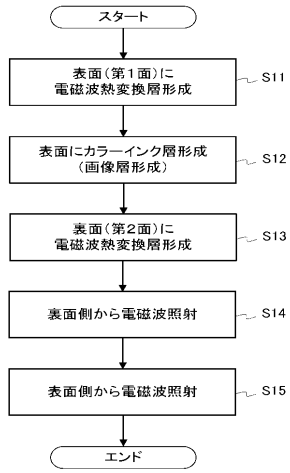 スタート
表面(第1面)に
電磁波熱変換層形成
S11
表面にカラーインク層形成
(画像層形成)
S12
裏面(第2面)に
電磁波熱変換層形成
S13
裏面側から電磁波照射
S14
表面側から電磁波照射
S15
エンド